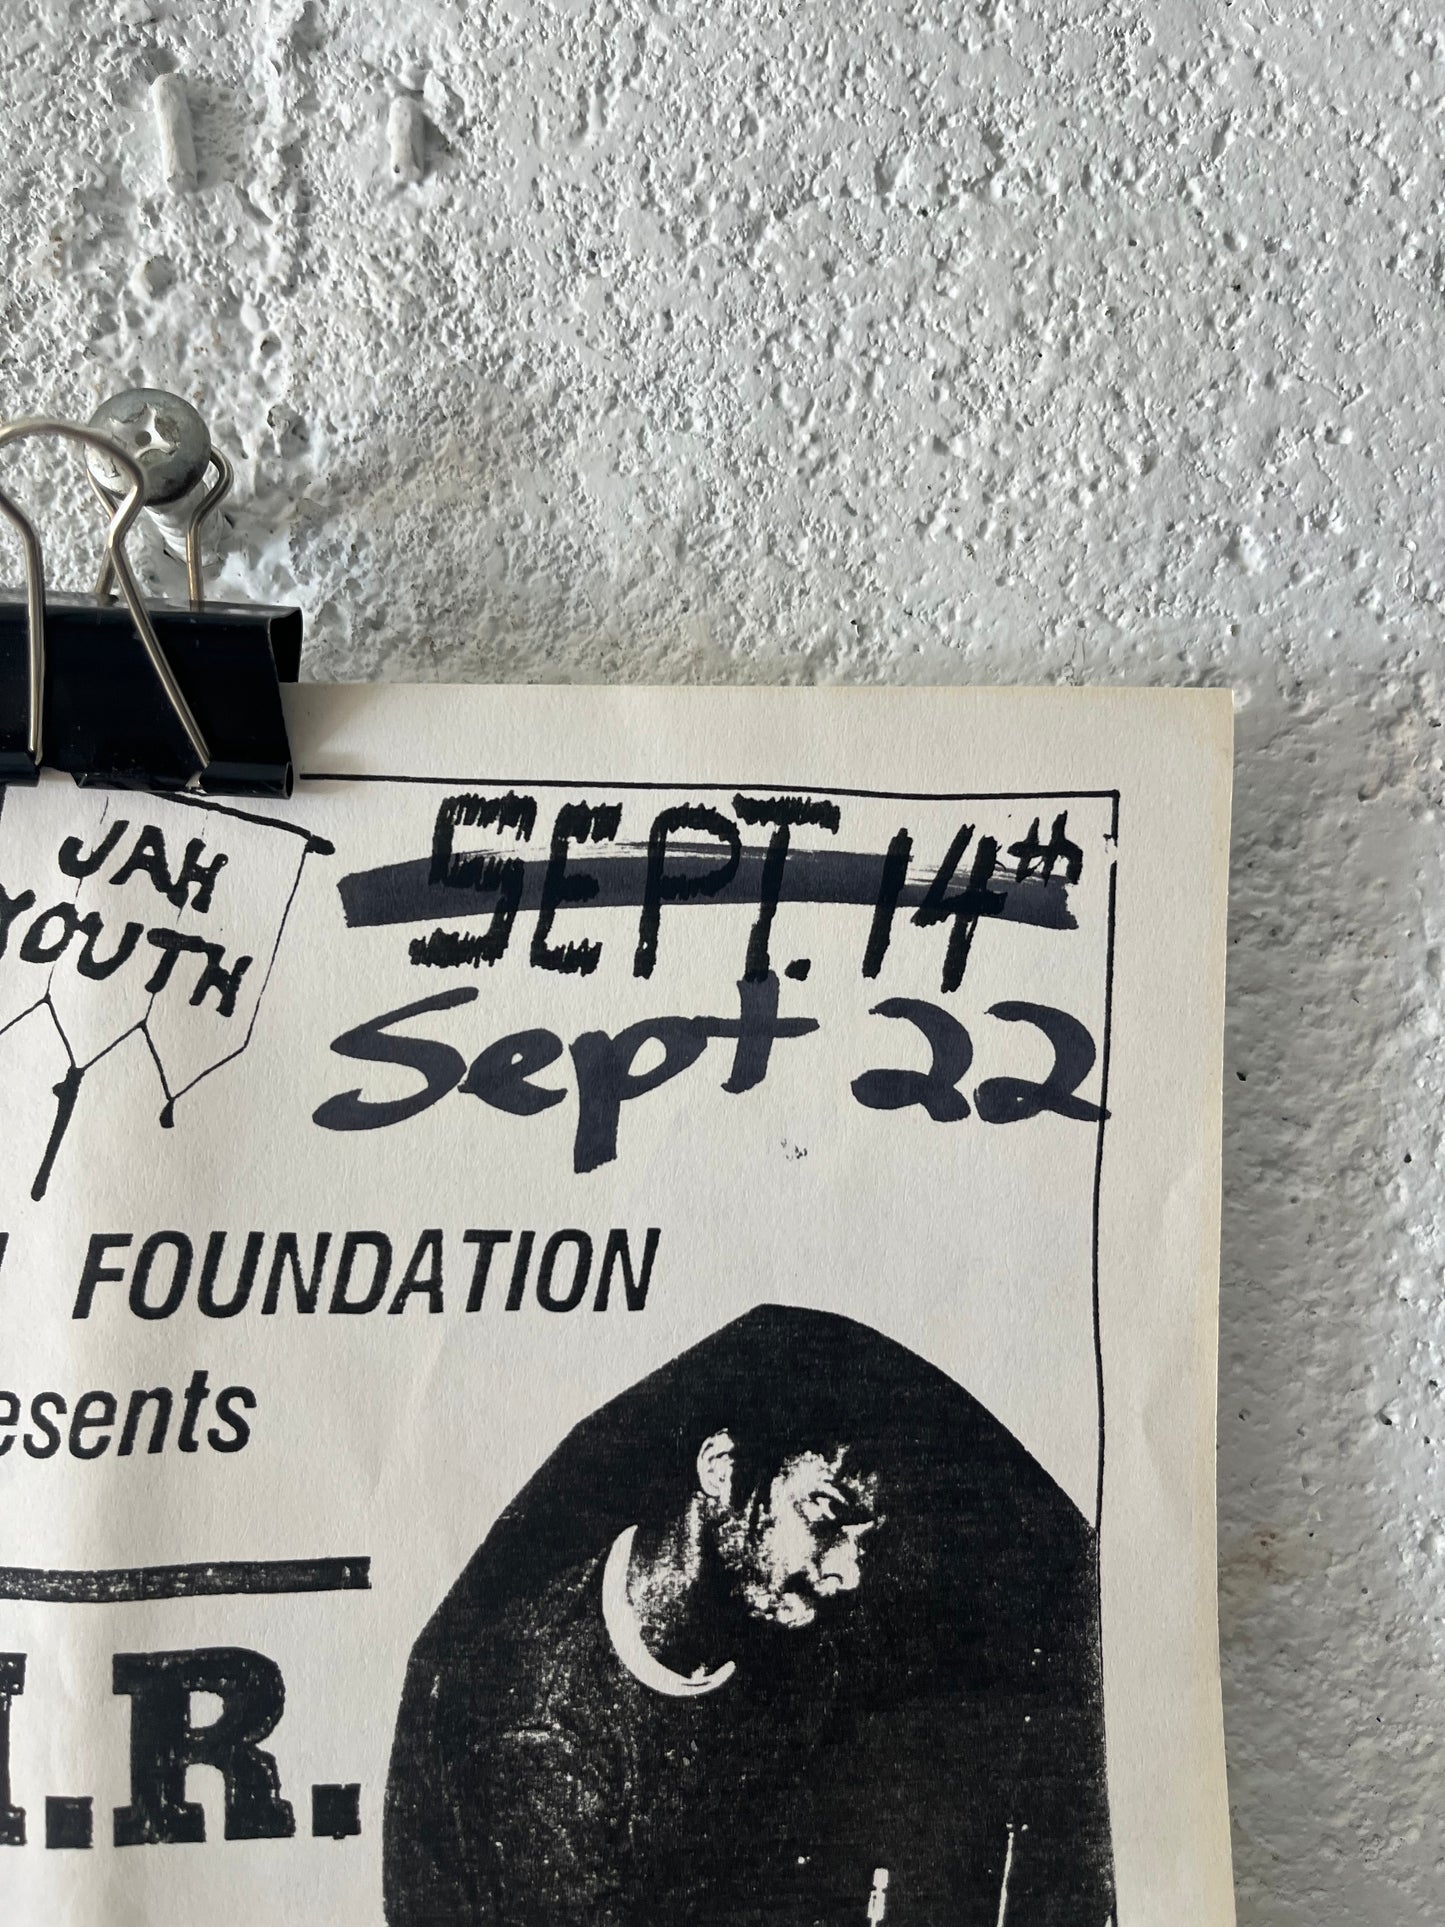 SEPT. 14th
JAH
YOUTH
Sept 22
FOUNDATION
esents
.R.